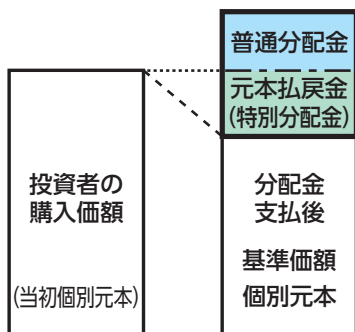 普通分配金
元本払戻金
(特別分配金)
投資者の
購入価額
(当初個別元本)
分配金
支払後
基準価額
個別元本